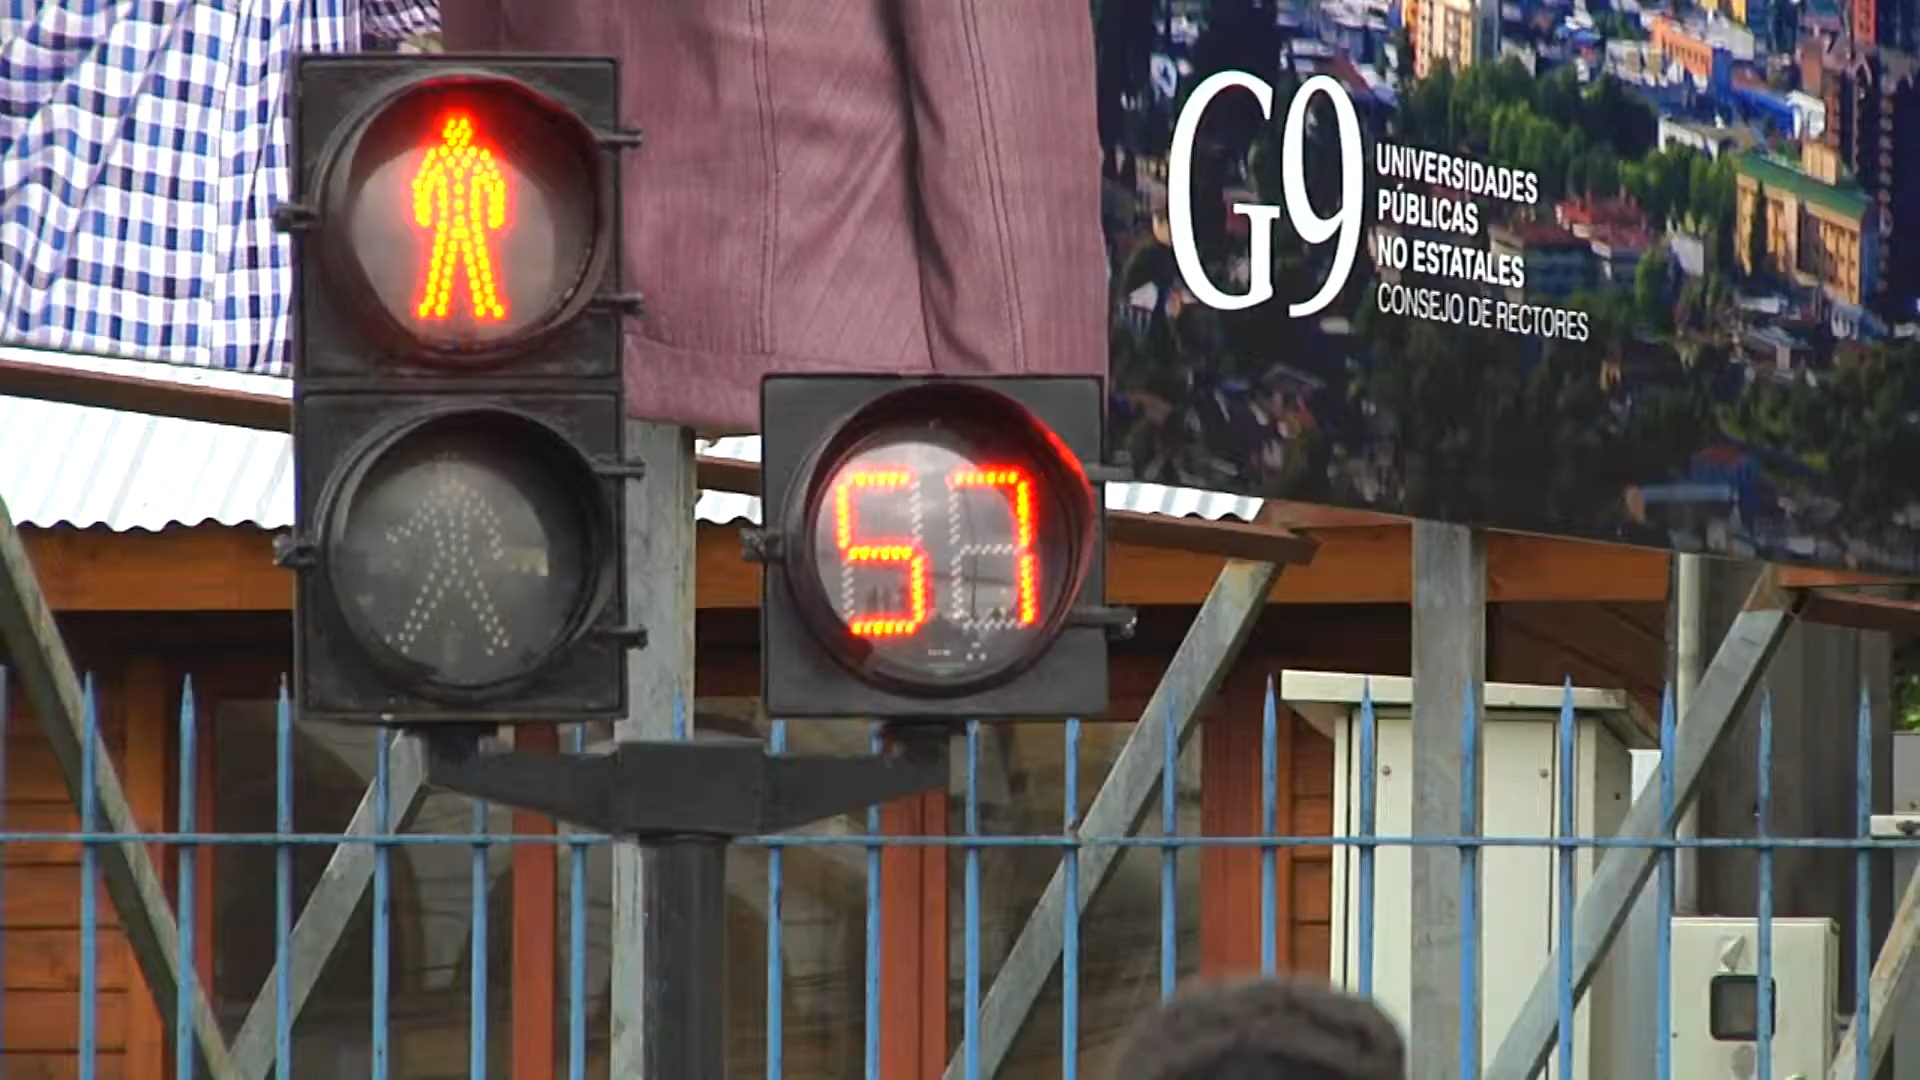 G9
UNIVERSIDADES
PÚBLICAS
NO ESTATALES
CONSEJO DE RECTORES
57